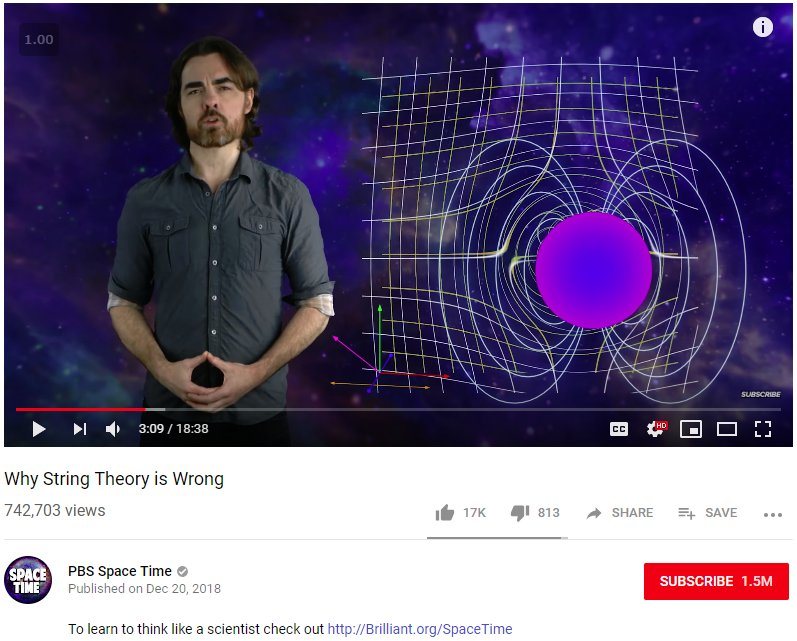 1.00
i
SUBSCRIBE
3:09 / 18:38
CC
HD
Why String Theory is Wrong
742,703 views
17K
813
SHARE
SAVE
SPACE
TIME
PBS Space Time
Published on Dec 20, 2018
SUBSCRIBE 1.5M
To learn to think like a scientist check out http://Brilliant.org/SpaceTime